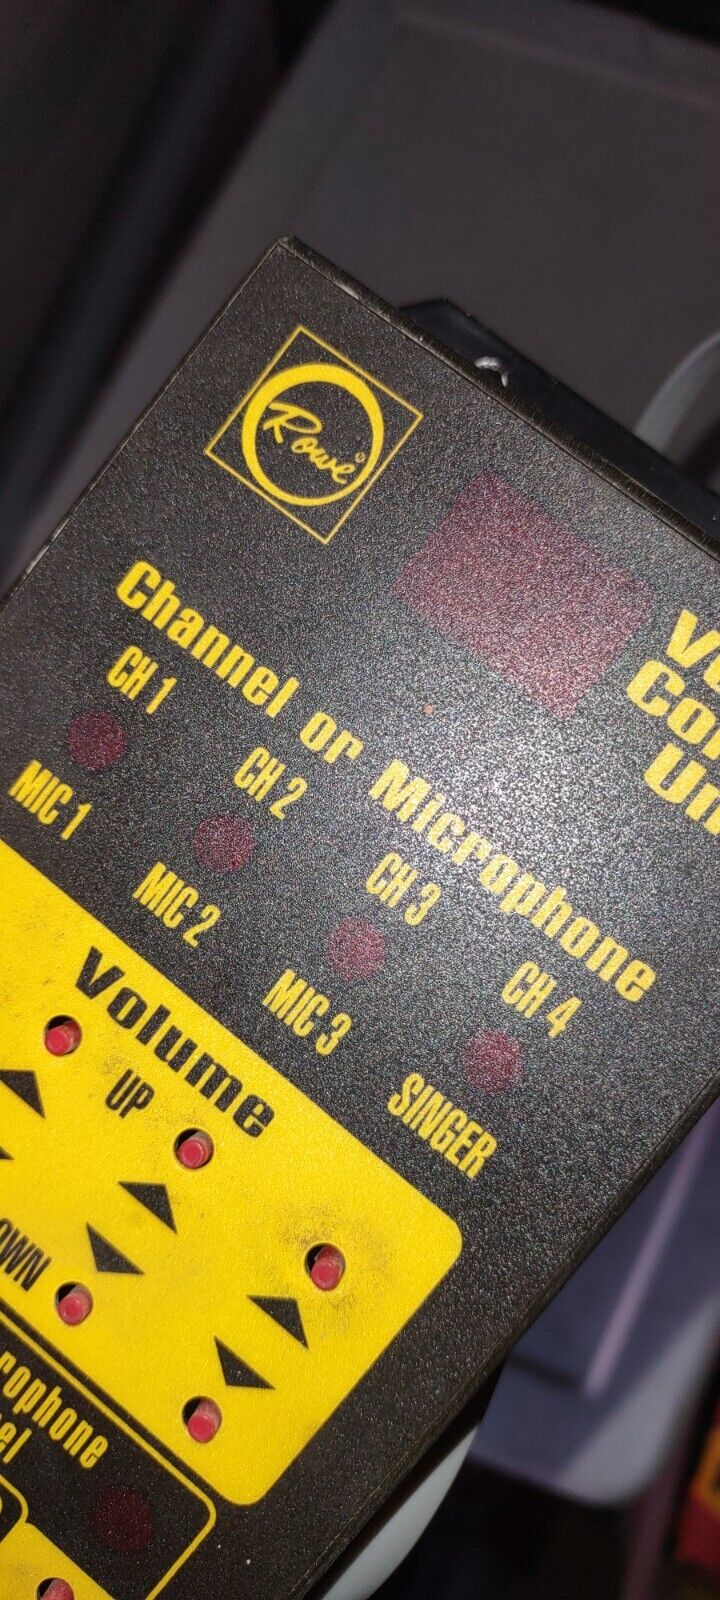 Rowe
Channel or Microphone
CH 1
CH 2
CH 3
CH 4
MIC 1
MIC 2
MIC 3
SINGER
Volume
UP